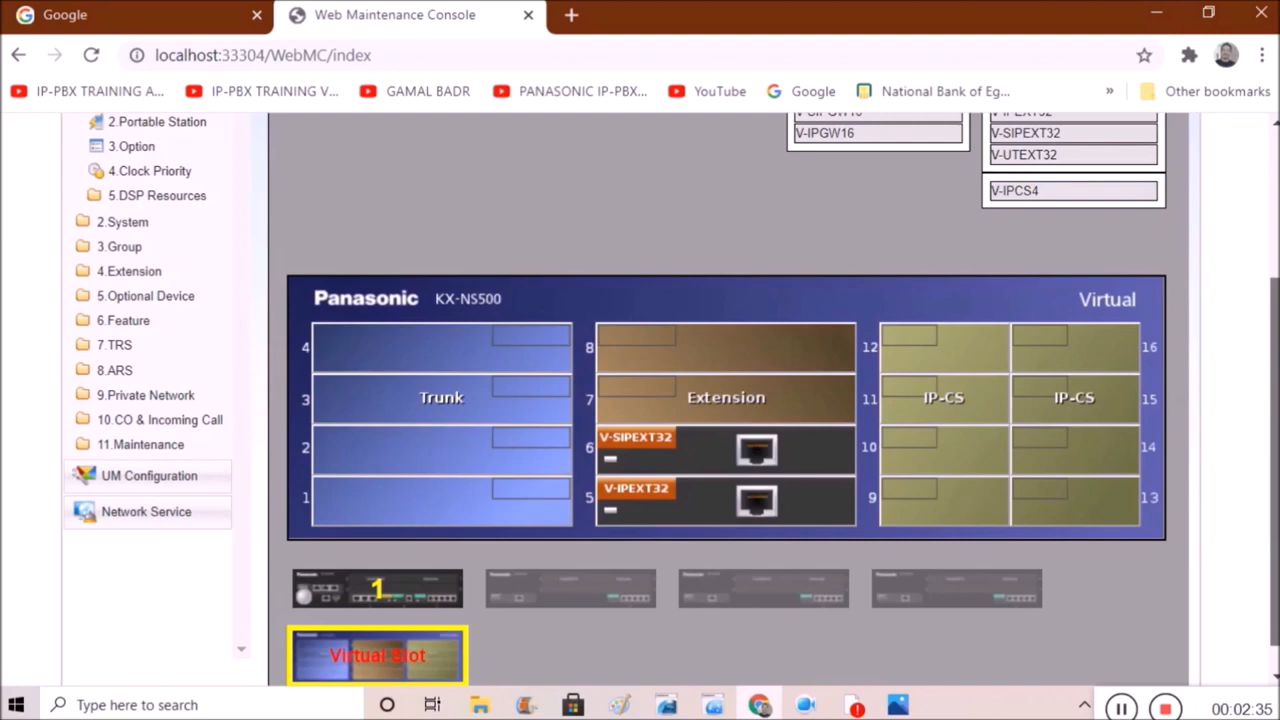 Google
Web Maintenance Console
localhost:33304/WebMC/index
IP-PBX TRAINING A...
IP-PBX TRAINING V...
GAMAL BADR
PANASONIC IP-PBX...
YouTube
Google
National Bank of Eg...
»
Other bookmarks
2.Portable Station
3.Option
4.Clock Priority
5.DSP Resources
2.System
3.Group
4.Extension
5.Optional Device
6.Feature
7.TRS
8.ARS
9.Private Network
10.CO & Incoming Call
11.Maintenance
UM Configuration
Network Service
V-SIPGW16
V-IPGW16
V-IPEXT32
V-SIPEXT32
V-UTEXT32
V-IPCS4
Panasonic KX-NS500
Virtual
4
8
12
16
3
Trunk
7
Extension
11
IP-CS
IP-CS
15
2
6
V-SIPEXT32
10
14
1
5
V-IPEXT32
9
13
1
Virtual Slot
Type here to search
00:02:35